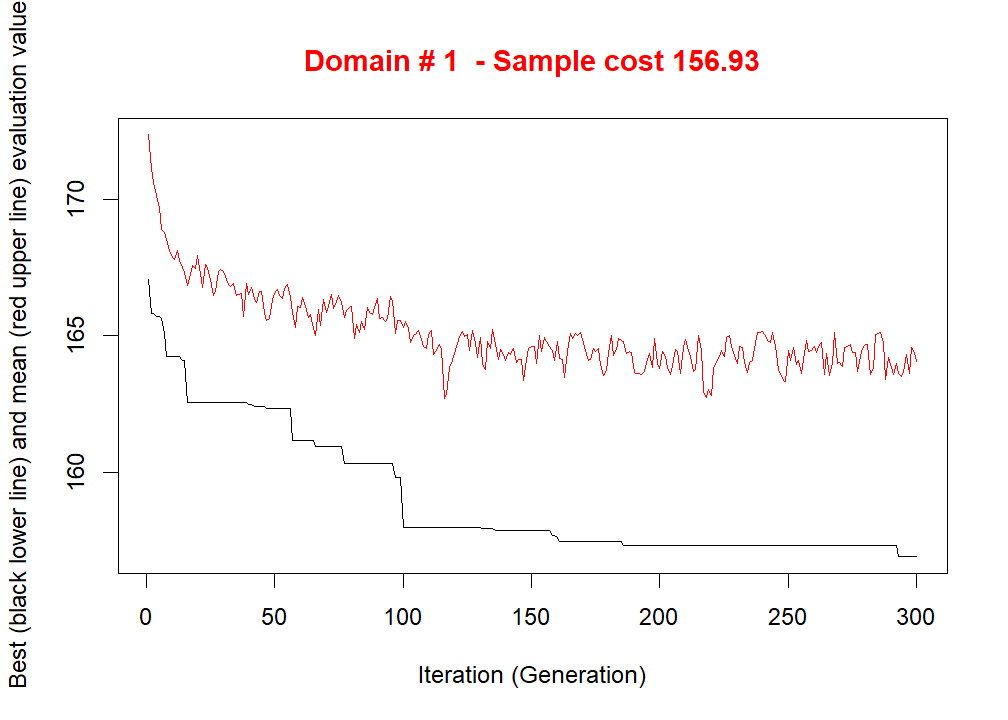 Domain # 1  - Sample cost 156.93
Best (black lower line) and mean (red upper line) evaluation value
170
165
160
0 50 100 150 200 250 300
Iteration (Generation)